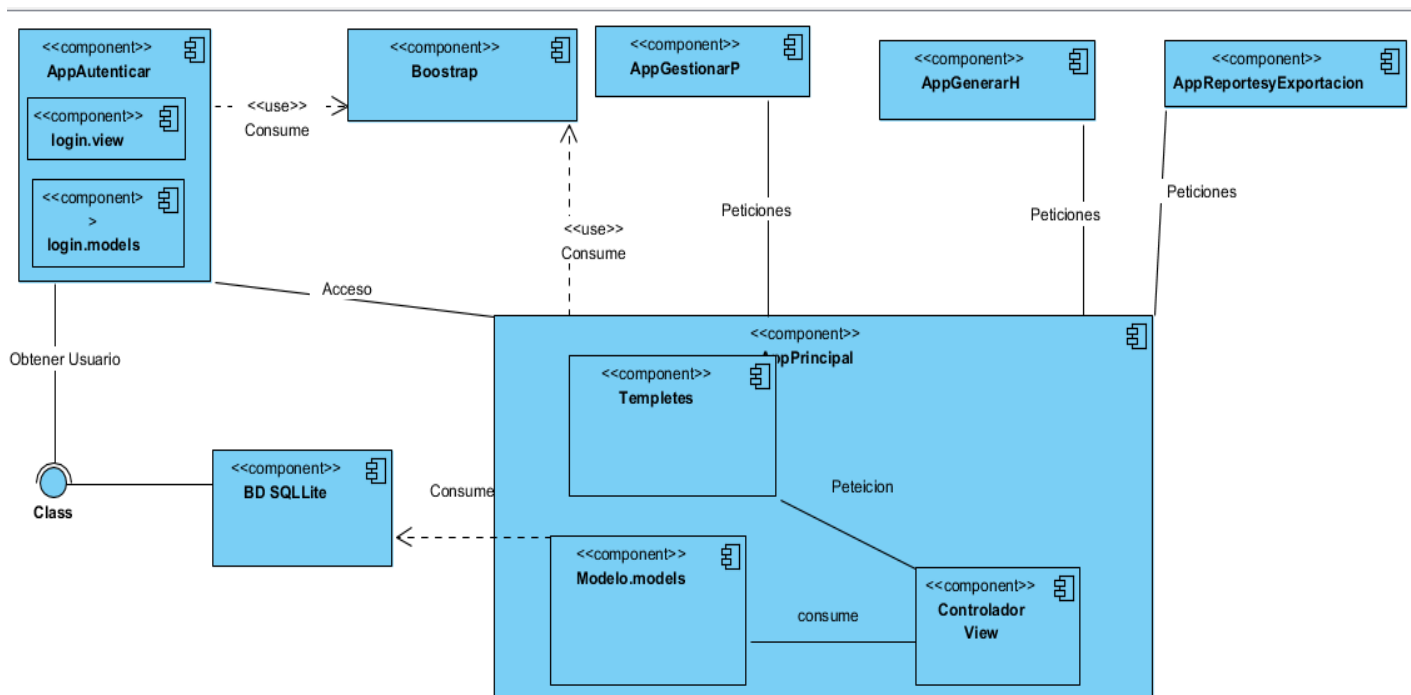 <<component>>
AppAutenticar
<<component>>
login.view
<<component>
>
login.models
<<use>>
Consume
<<component>>
Boostrap
<<component>>
AppGestionarP
<<component>>
AppGenerarH
<<component>>
AppReportesyExportacion
<<use>>
Consume
Peticiones
Peticiones
Peticiones
Acceso
Obtener Usuario
Class
<<component>>
BD SQLLite
Consume
<<component>>
AppPrincipal
<<component>>
Templetes
Peteicion
<<component>>
Modelo.models
consume
<<component>>
Controlador
View